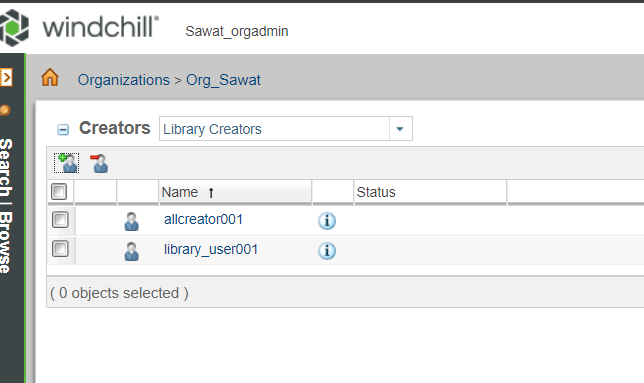 windchill® Sawat_orgadmin
Organizations > Org_Sawat
Creators Library Creators
Name ↑ Status
allcreator001
library_user001
( 0 objects selected )
Search | Browse